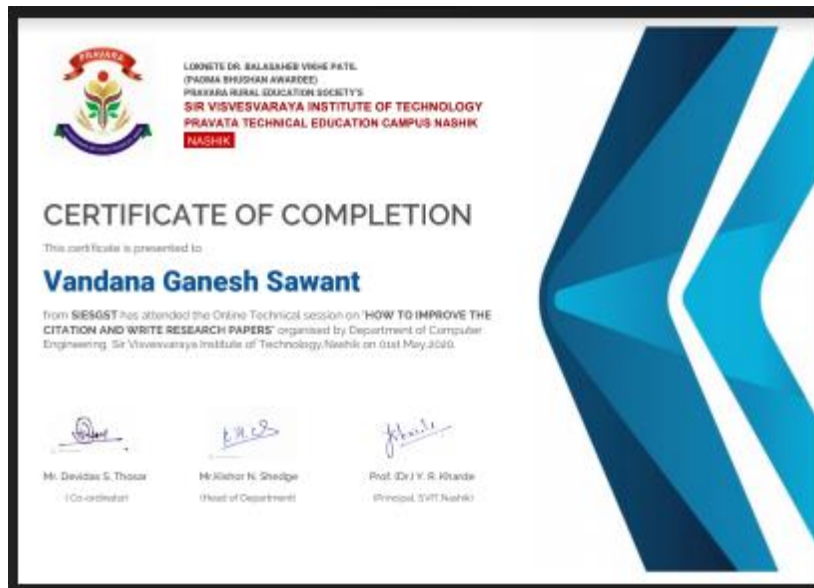 PRAVARA
LOKNETE DR. BALASAHEB VIKHE PATIL
(PADMA BHUSHAN AWARDEE)
PRAVARA RURAL EDUCATION SOCIETY'S
SIR VISVESVARAYA INSTITUTE OF TECHNOLOGY
PRAVATA TECHNICAL EDUCATION CAMPUS NASHIK
NASHIK
CERTIFICATE OF COMPLETION
This certificate is presented to
Vandana Ganesh Sawant
from SIESGST has attended the Online Technical session on "HOW TO IMPROVE THE
CITATION AND WRITE RESEARCH PAPERS" organised by Department of Computer
Engineering, Sir Visvesvaraya Institute of Technology, Nashik on 01st May, 2020.
Mr. Devidas S. Thosar
(Co-ordinator)
Mr.Kishor N. Shedge
(Head of Department)
Prof. (Dr.) Y. R. Kharde
(Principal, SVIT, Nashik)